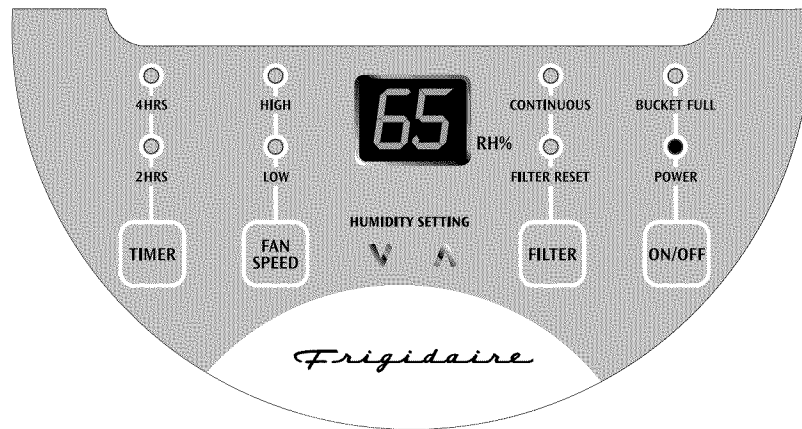 4HRS
HIGH
65
CONTINUOUS
BUCKET FULL
RH%
2HRS
LOW
FILTER RESET
POWER
HUMIDITY SETTING
TIMER
FAN
SPEED
FILTER
ON/OFF
Frigidaire